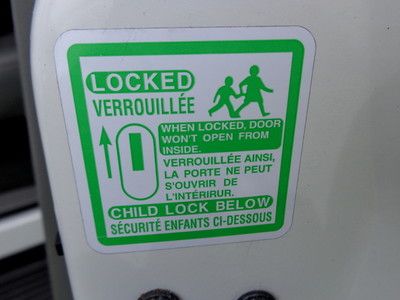 LOCKED
VERROUILLÉE
WHEN LOCKED, DOOR
WON'T OPEN FROM
INSIDE.
VERROUILLÉE AINSI,
LA PORTE NE PEUT
S'OUVRIR DE
L'INTÉRIRUR.
CHILD LOCK BELOW
SÉCURITÉ ENFANTS CI-DESSOUS